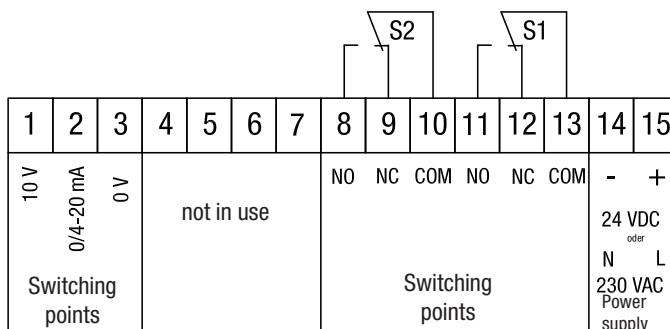 S2 S1
1 2 3 4 5 6 7 8 9 10 11 12 13 14 15
10 V 0/4-20 mA 0 V
not in use
NO NC COM NO NC COM
- +
24 VDC
oder
N L
230 VAC
Switching
points
Switching
points
Power
supply